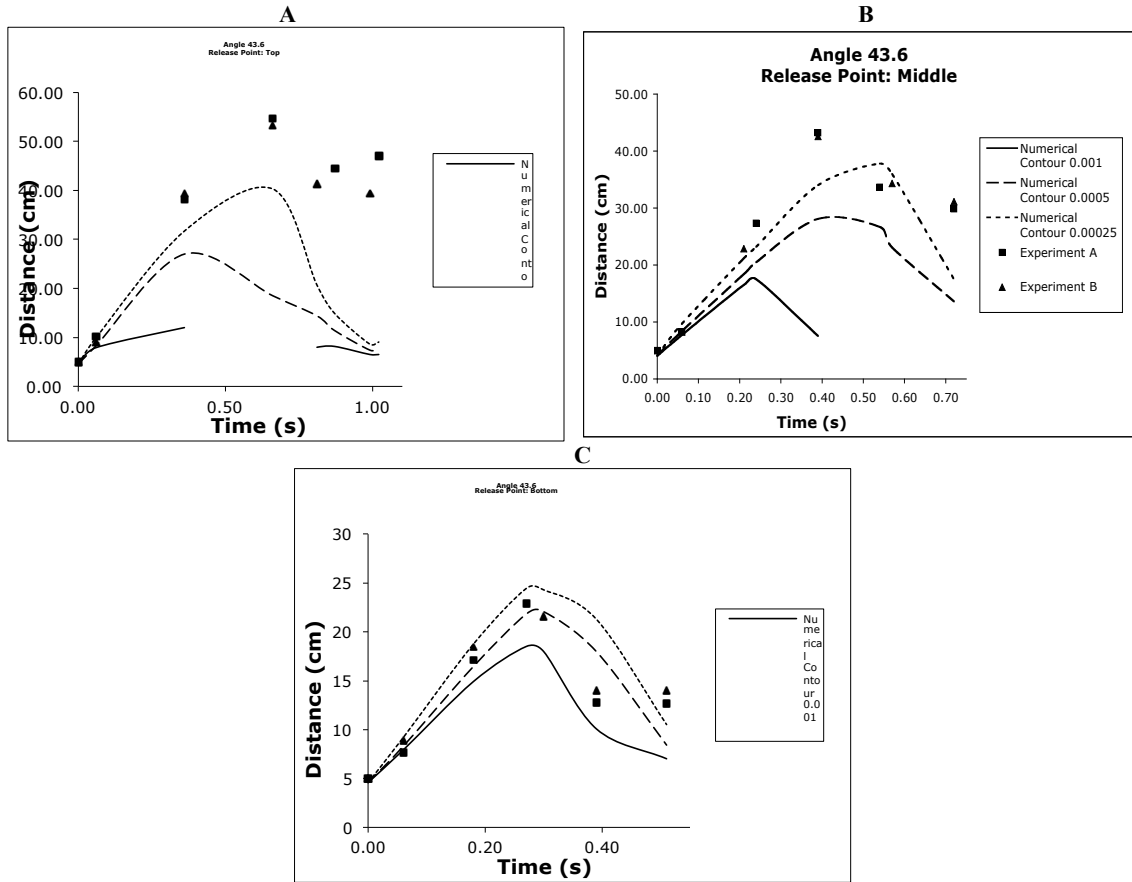 A
Angle 43.6
Release Point: Top
60.00
50.00
40.00
30.00
20.00
10.00
0.00
Distance (cm)
0.00
0.50
1.00
Time (s)
N
u
m
er
ical
C
o
nt
o
B
Angle 43.6
Release Point: Middle
50.00
40.00
30.00
20.00
10.00
0.00
Distance (cm)
0.00 0.10 0.20 0.30 0.40 0.50 0.60 0.70
Time (s)
Numerical
Contour 0.001
Numerical
Contour 0.0005
Numerical
Contour 0.00025
Experiment A
Experiment B
C
Angle 43.6
Release Point: Bottom
30
25
20
15
10
5
0
Distance (cm)
0.00
0.20
0.40
Time (s)
Nu
me
rica
l
Co
nto
ur
0.0
01